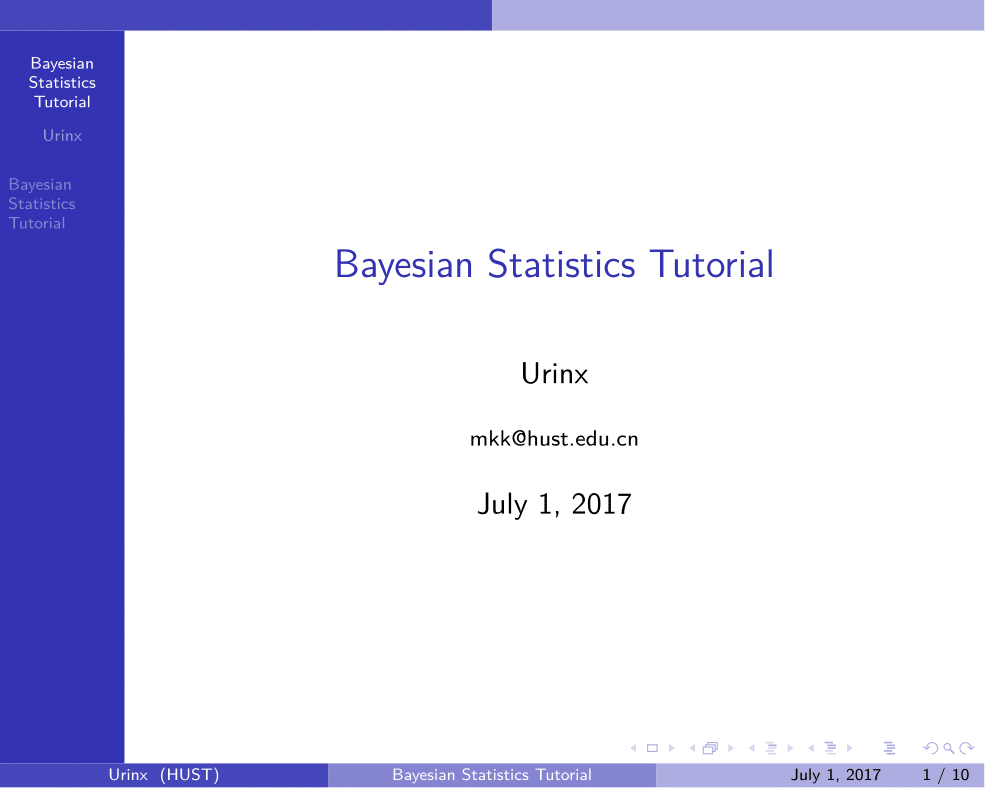 Bayesian
Statistics
Tutorial
Urinx
Bayesian
Statistics
Tutorial
Bayesian Statistics Tutorial
Urinx
mkk@hust.edu.cn
July 1, 2017
Urinx (HUST)
Bayesian Statistics Tutorial
July 1, 2017
1 / 10